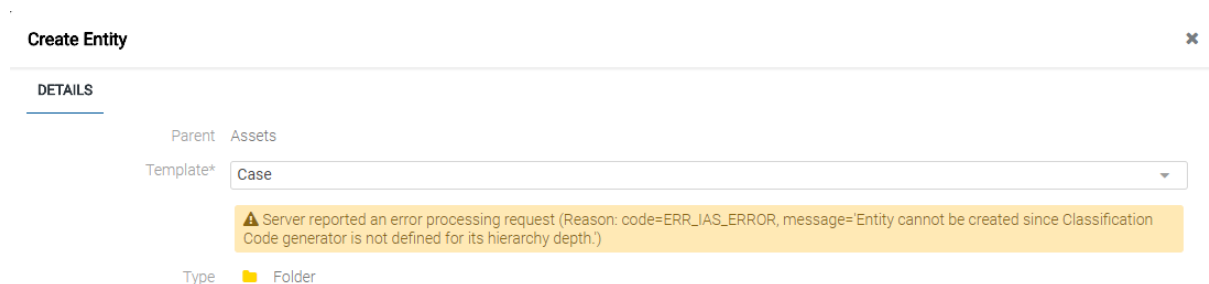 Create Entity ×
DETAILS
Parent Assets
Template* Case
Server reported an error processing request (Reason: code=ERR_IAS_ERROR, message='Entity cannot be created since Classification
Code generator is not defined for its hierarchy depth.')
Type Folder